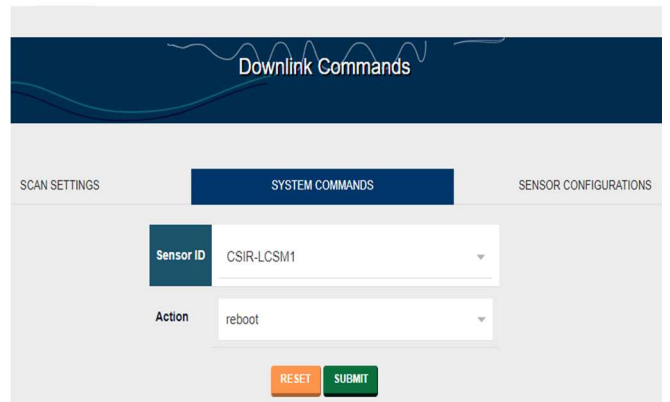 Downlink Commands
SCAN SETTINGS SYSTEM COMMANDS SENSOR CONFIGURATIONS
Sensor ID CSIR-LCSM1
Action reboot
RESET SUBMIT